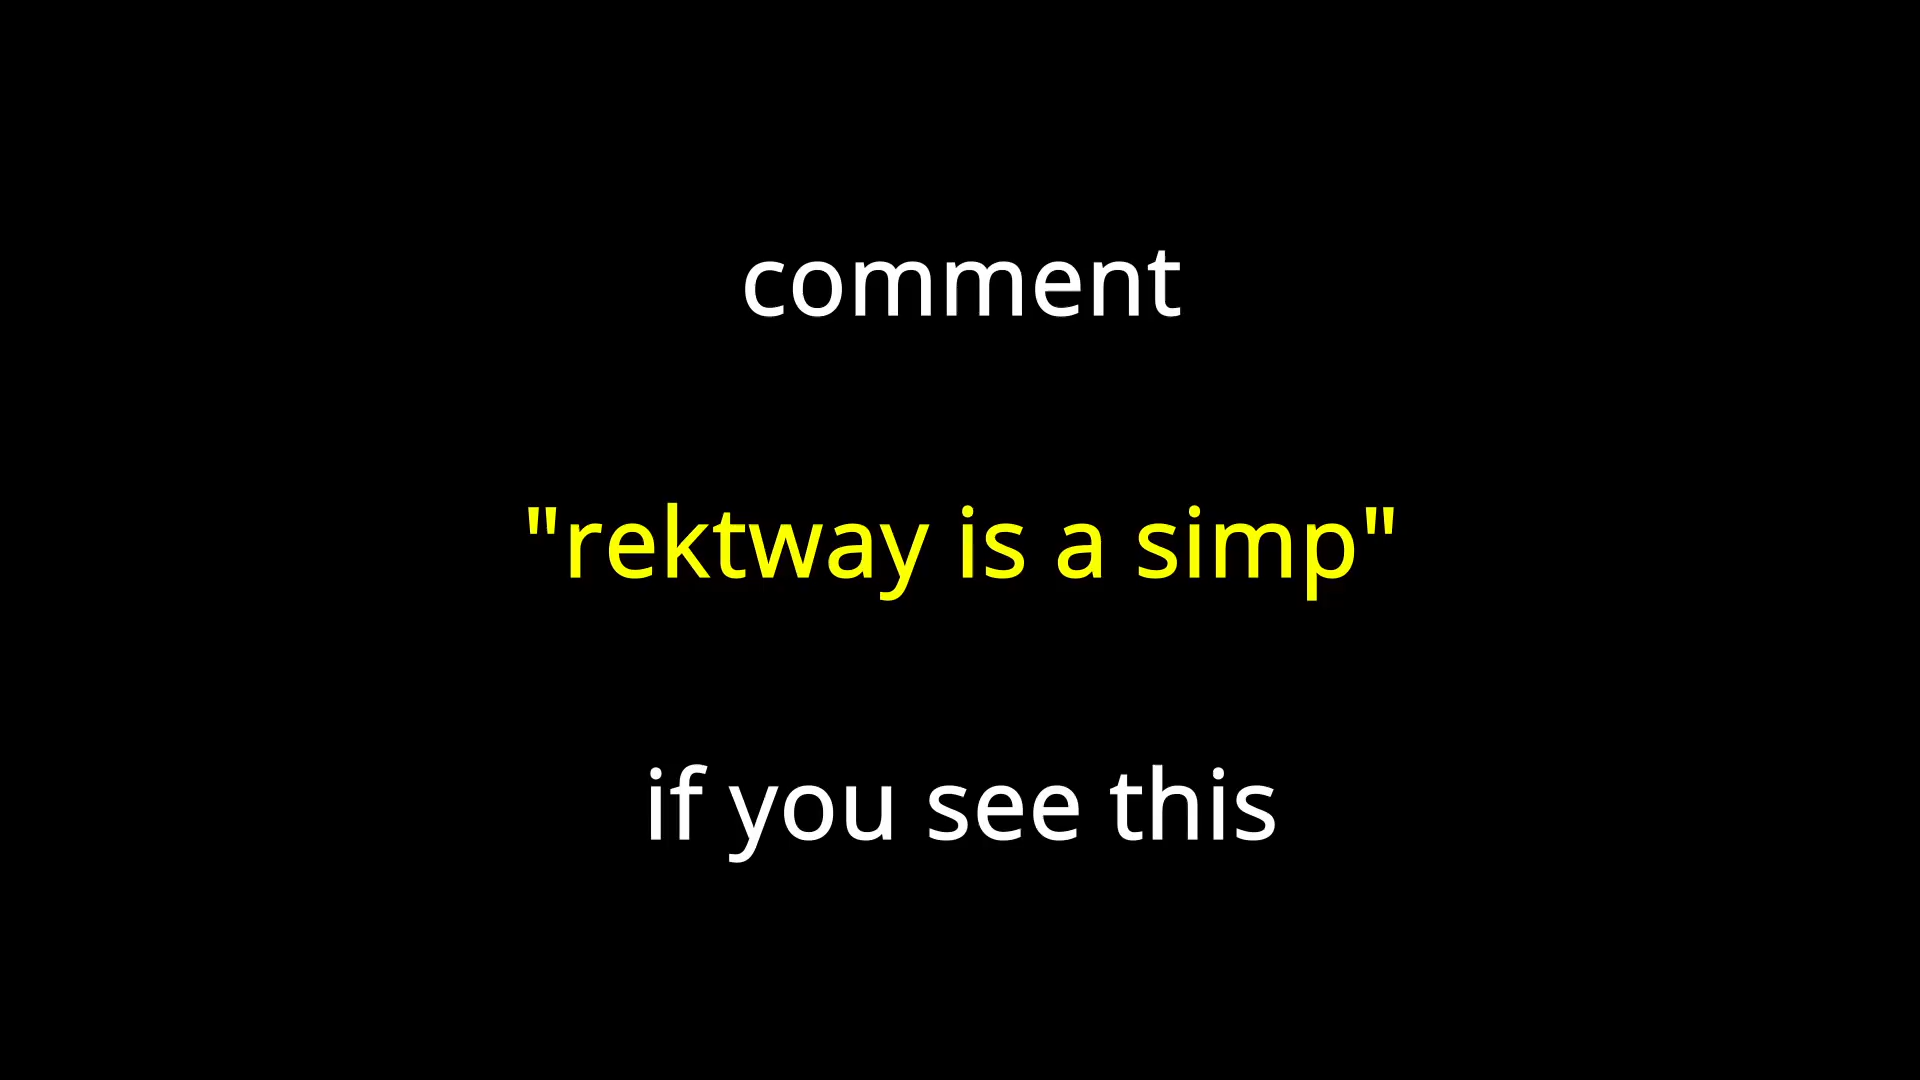 comment
"rektway is a simp"
if you see this